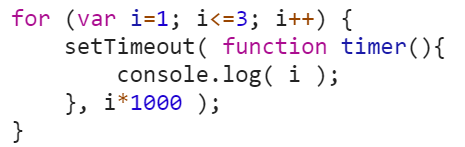 for (var i=1; i<=3; i++) {
    setTimeout( function timer(){
        console.log( i );
    }, i*1000 );
}